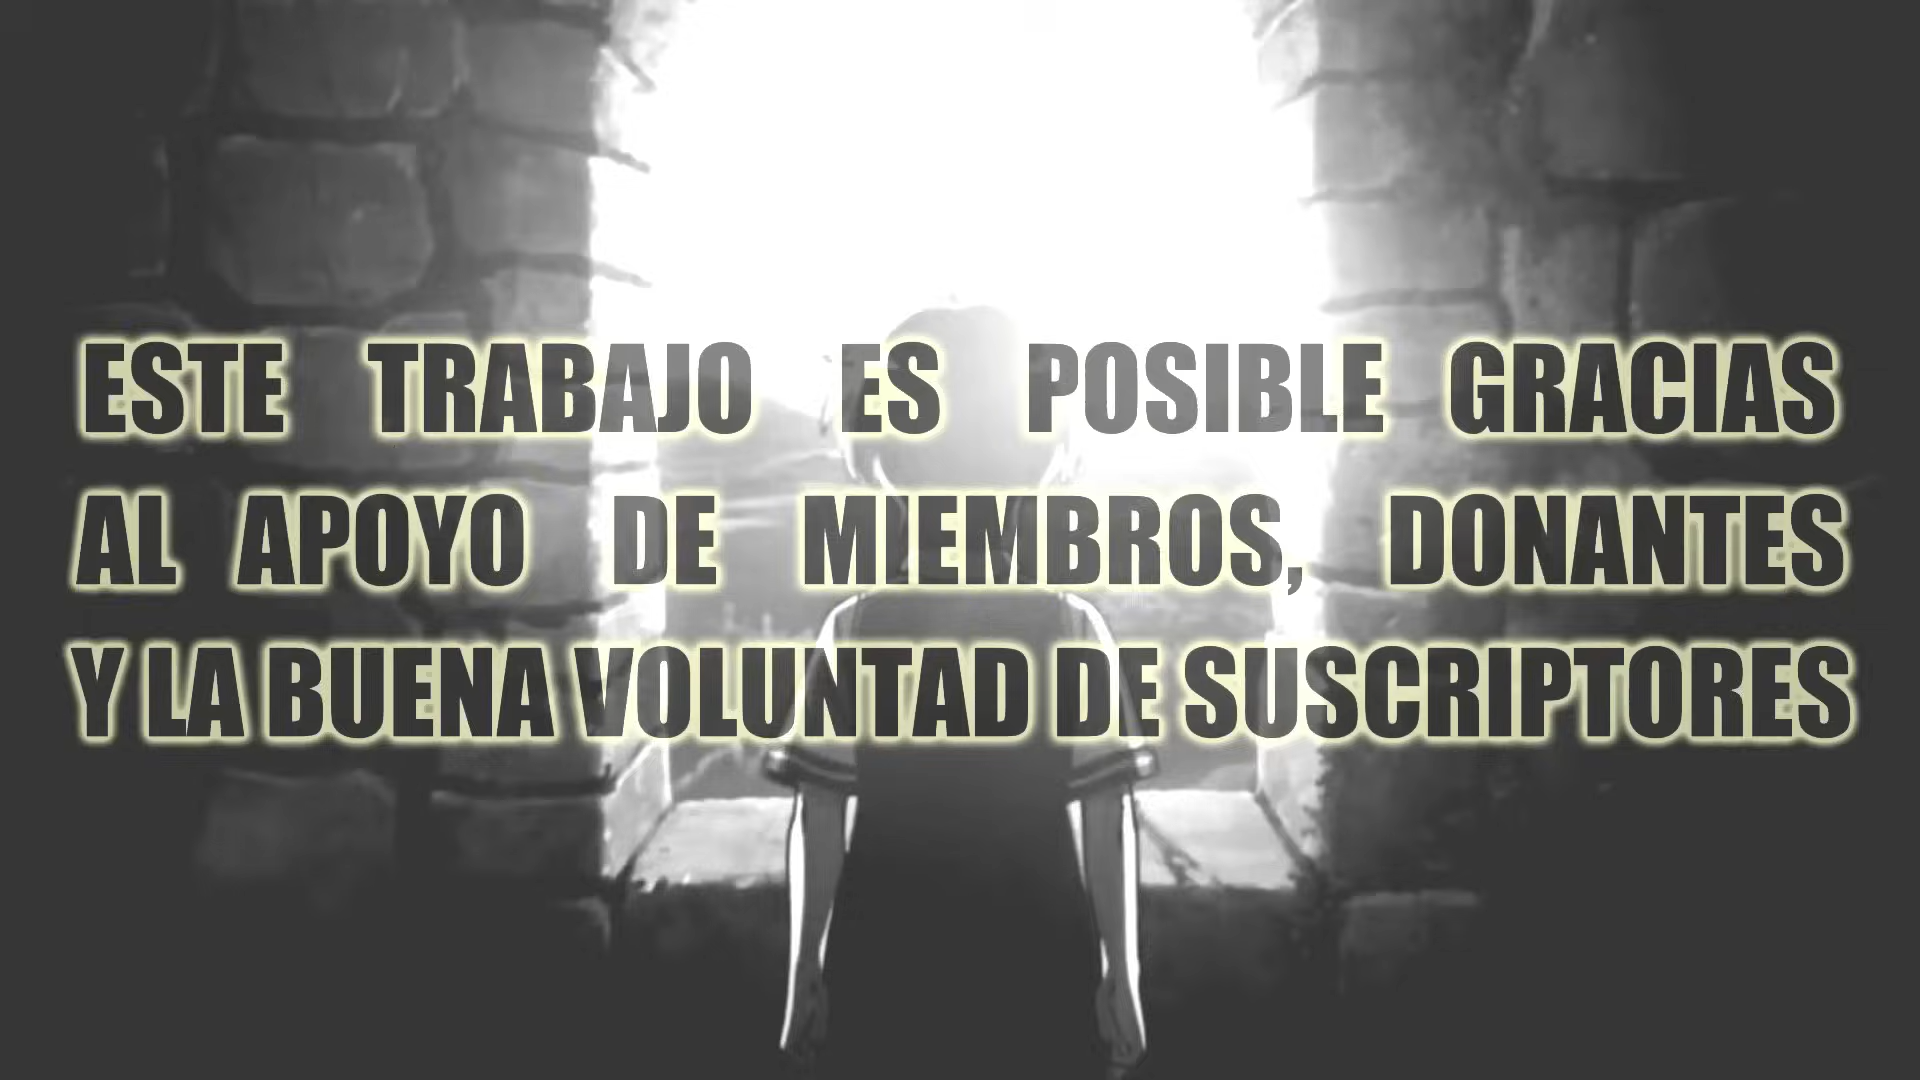 ESTE TRABAJO ES POSIBLE GRACIAS
AL APOYO DE MIEMBROS, DONANTES
Y LA BUENA VOLUNTAD DE SUSCRIPTORES